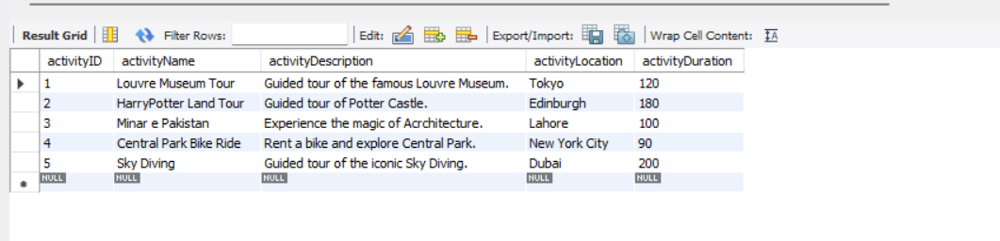 Result Grid Filter Rows: Edit: Export/Import: Wrap Cell Content: IA
activityID activityName activityDescription activityLocation activityDuration
1 Louvre Museum Tour Guided tour of the famous Louvre Museum. Tokyo 120
2 HarryPotter Land Tour Guided tour of Potter Castle. Edinburgh 180
3 Minar e Pakistan Experience the magic of Acrchitecture. Lahore 100
4 Central Park Bike Ride Rent a bike and explore Central Park. New York City 90
5 Sky Diving Guided tour of the iconic Sky Diving. Dubai 200
NULL NULL NULL NULL NULL